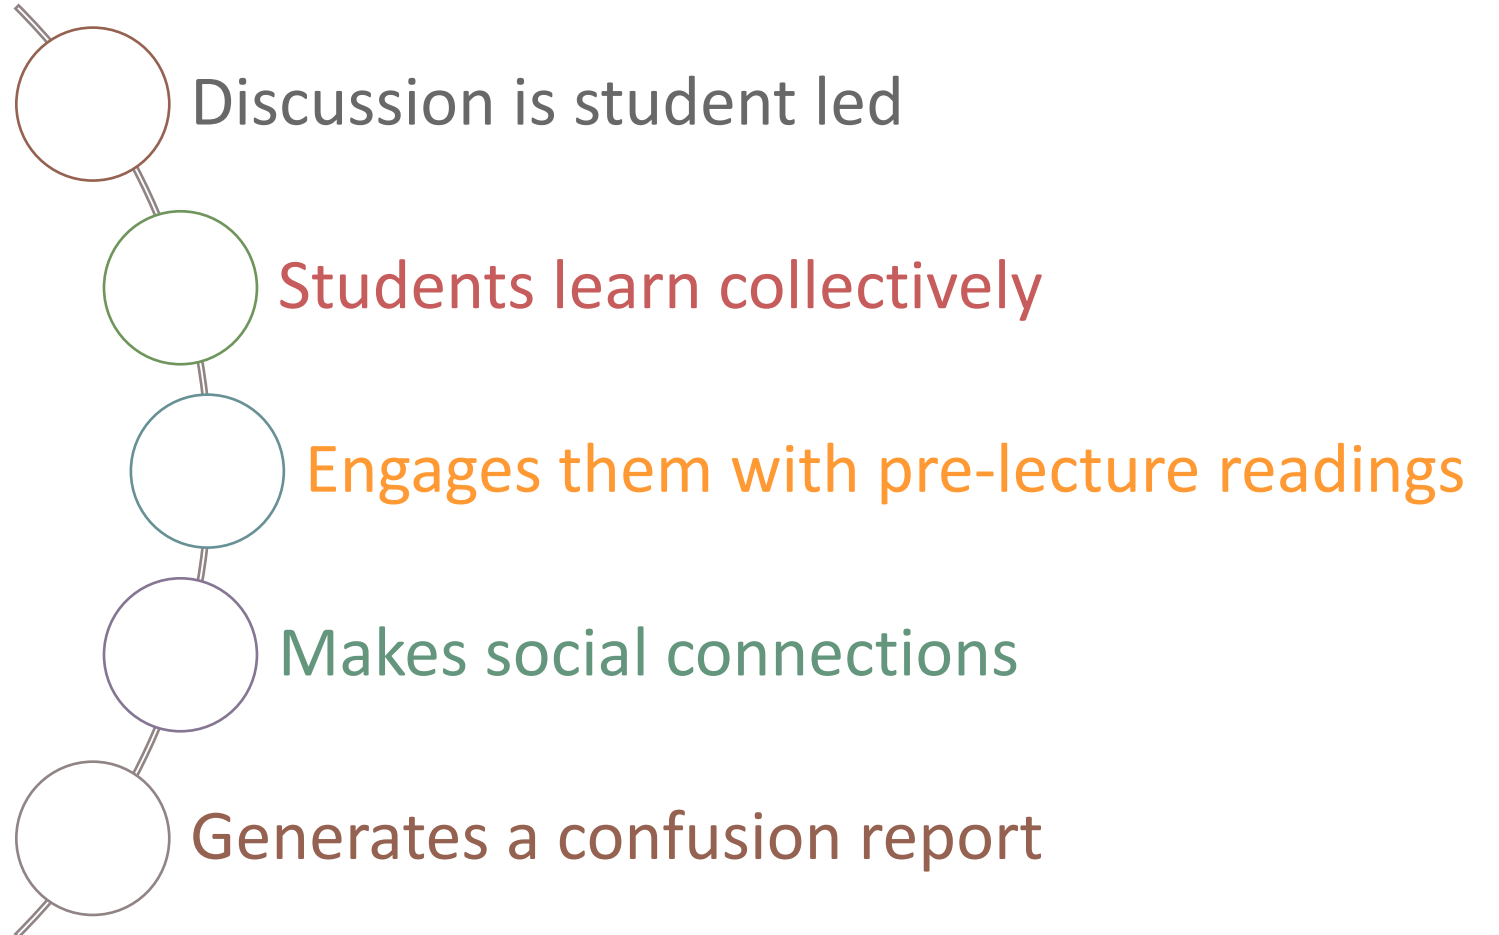 Discussion is student led
Students learn collectively
Engages them with pre-lecture readings
Makes social connections
Generates a confusion report